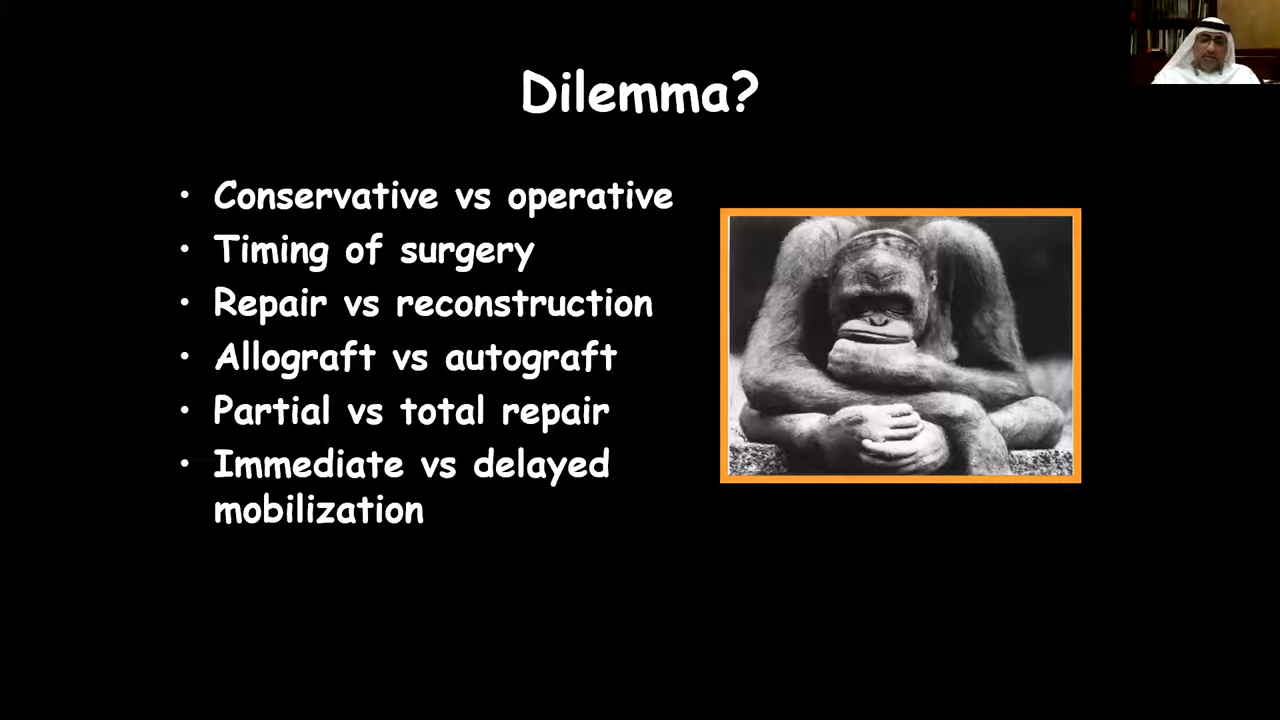 Dilemma?
• Conservative vs operative
• Timing of surgery
• Repair vs reconstruction
• Allograft vs autograft
• Partial vs total repair
• Immediate vs delayed
mobilization